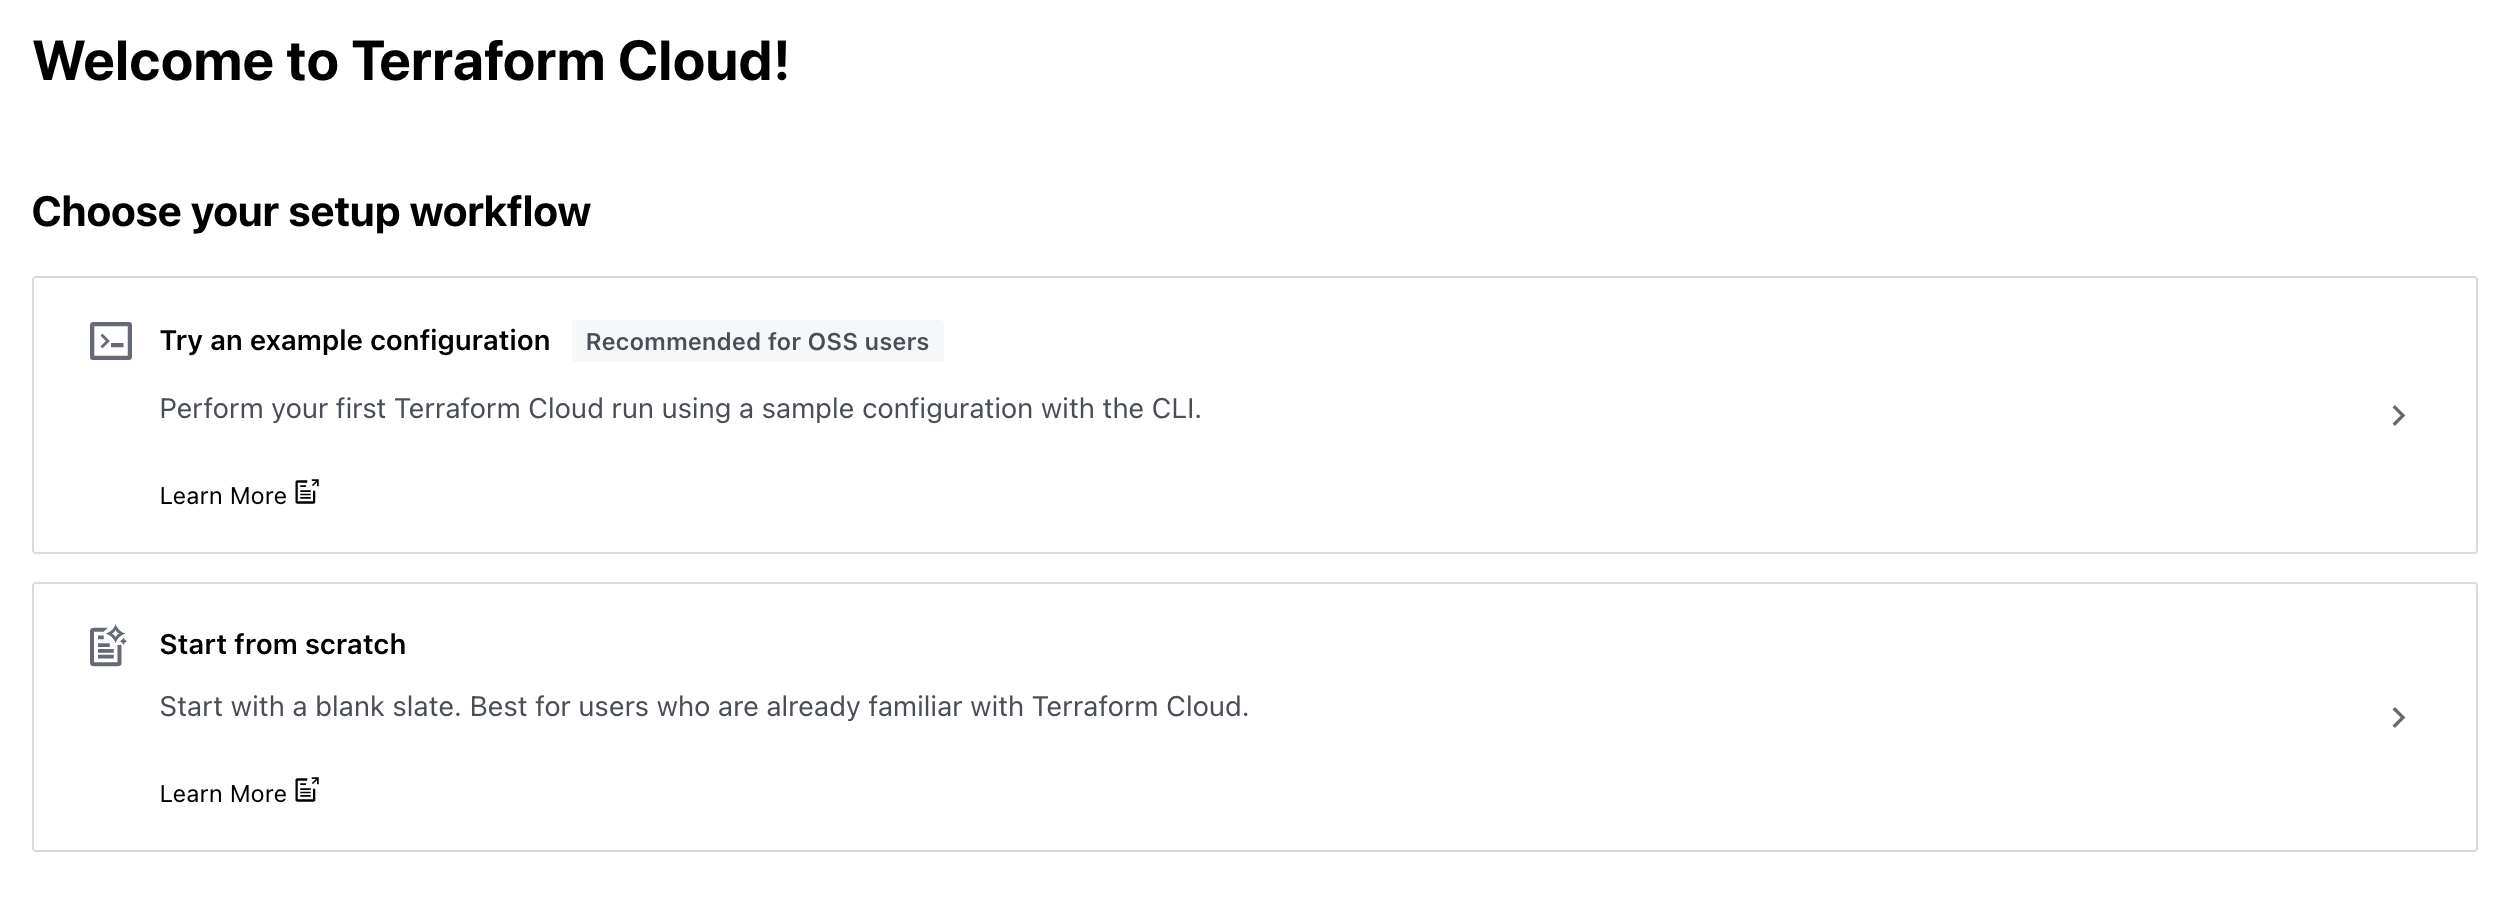 Welcome to Terraform Cloud!
Choose your setup workflow
Try an example configuration Recommended for OSS users
Perform your first Terraform Cloud run using a sample configuration with the CLI.
Learn More
Start from scratch
Start with a blank slate. Best for users who are already familiar with Terraform Cloud.
Learn More